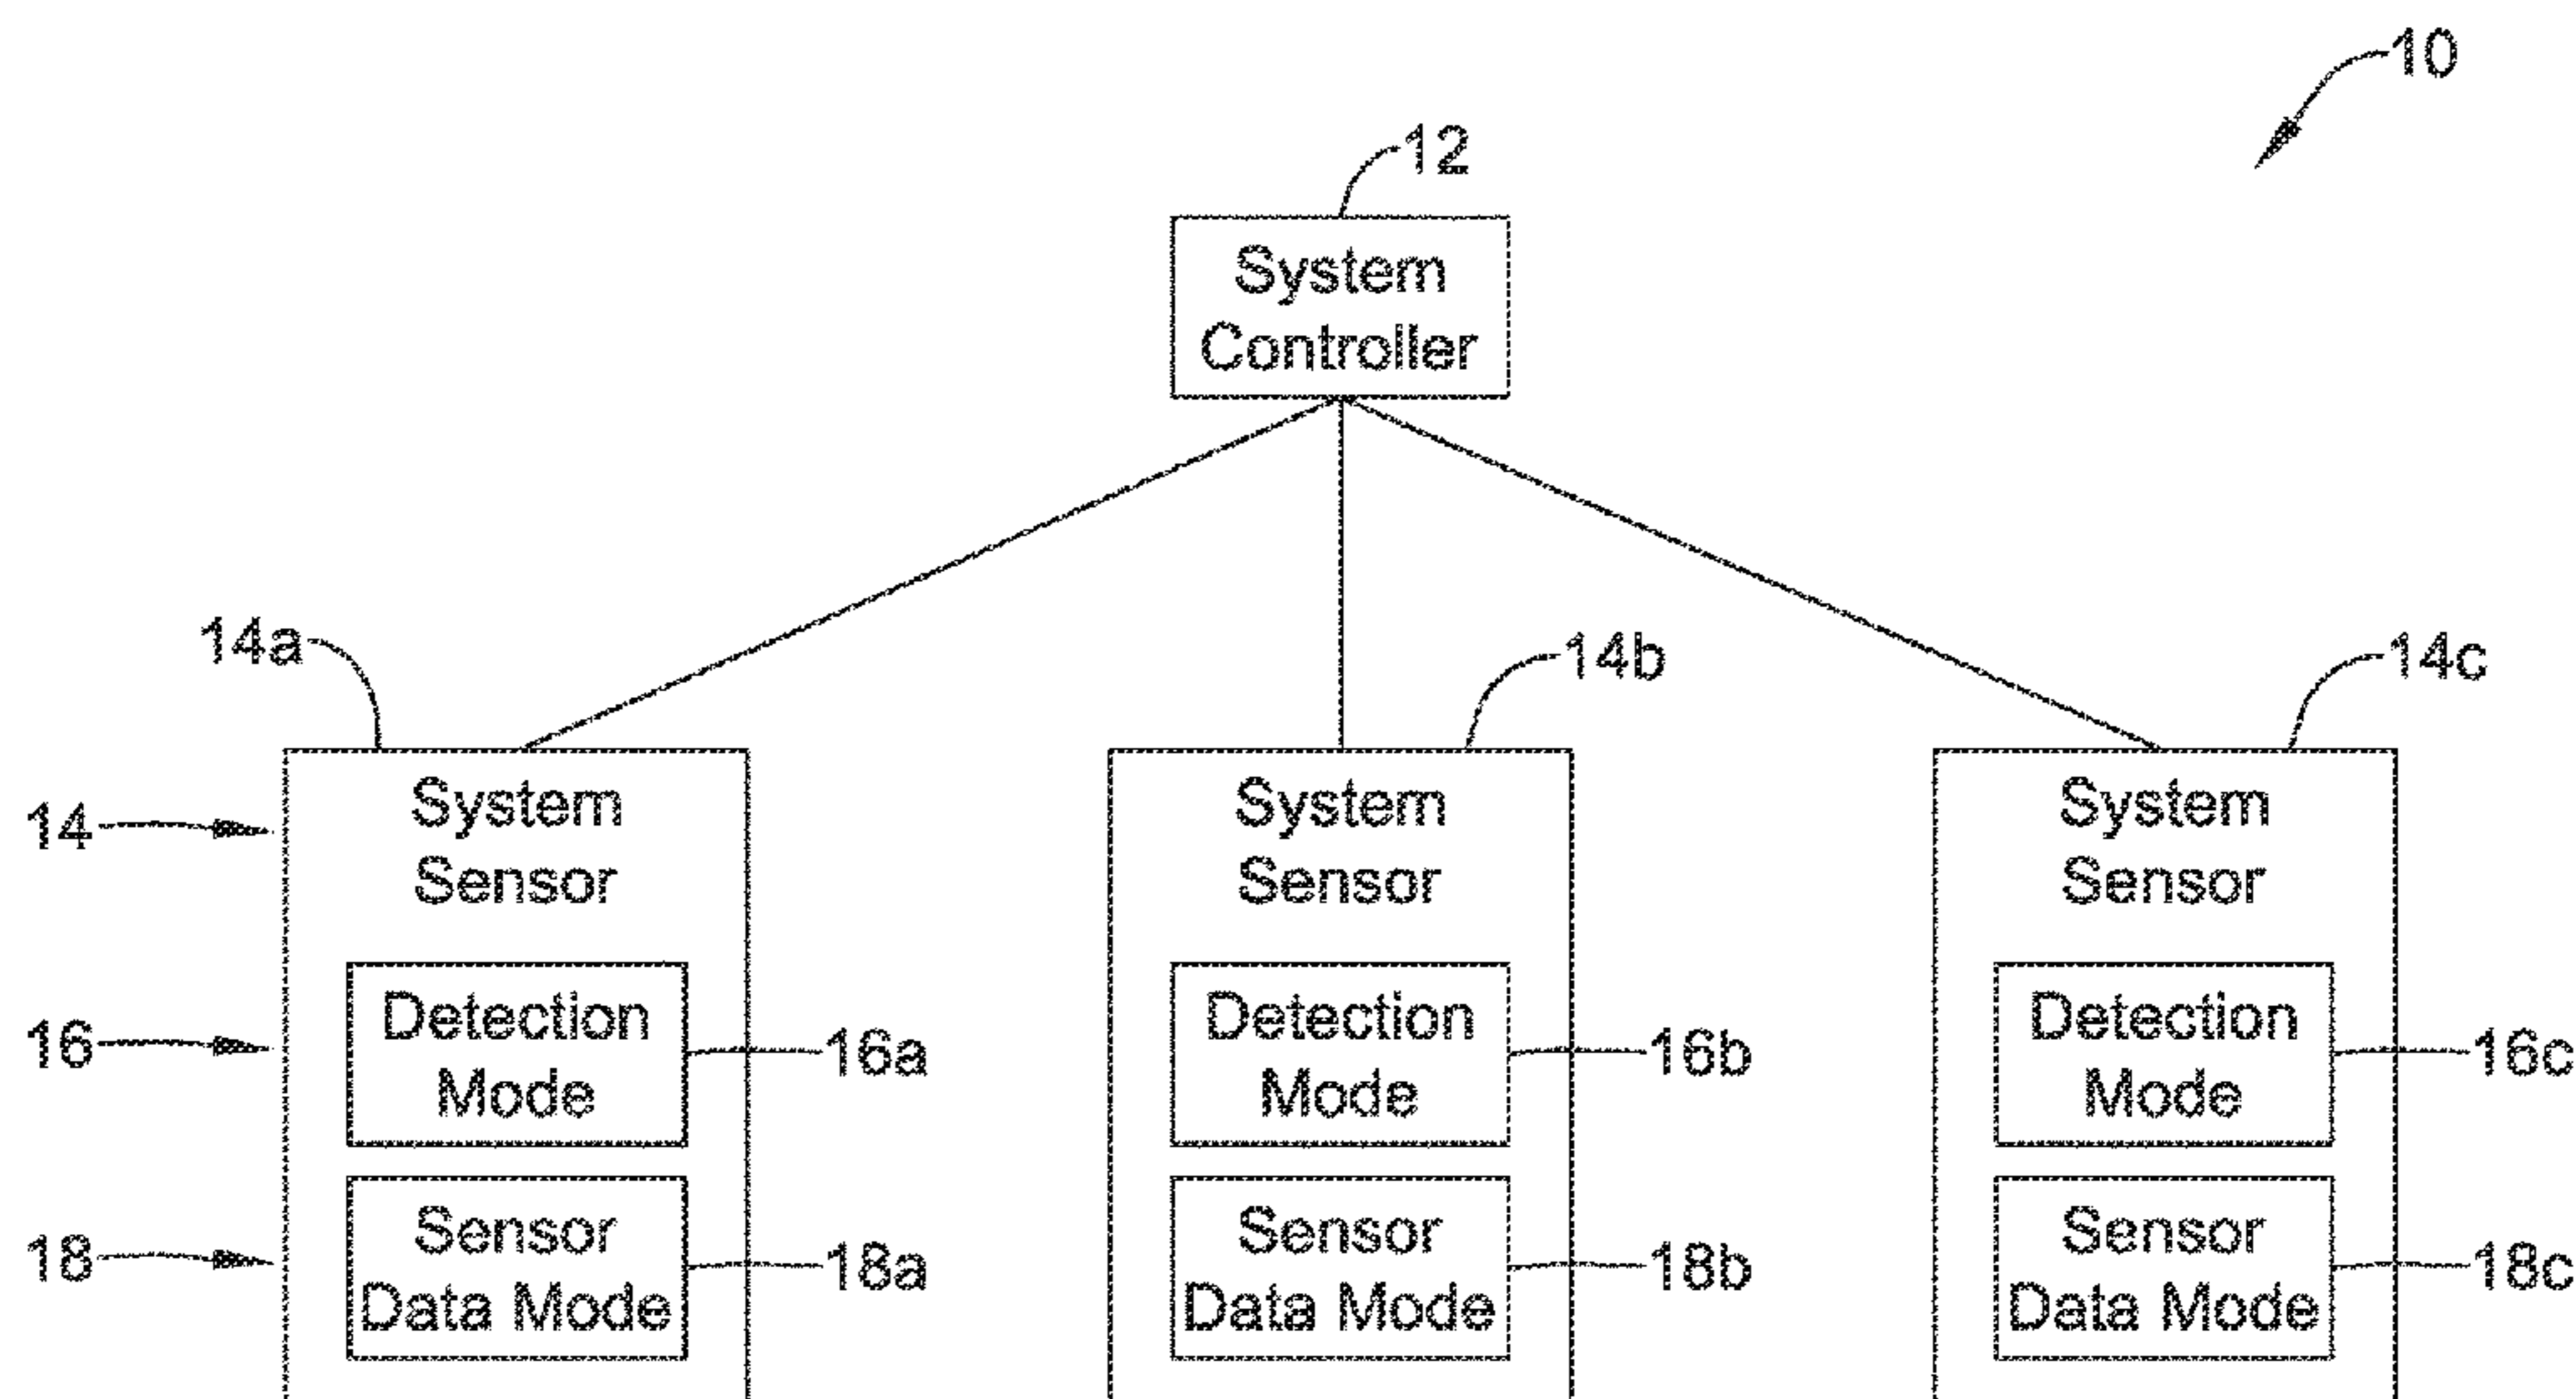 10
12
System
Controller
14a
14b
14c
14
System
Sensor
System
Sensor
System
Sensor
16
Detection
Mode
16a
Detection
Mode
16b
Detection
Mode
16c
18
Sensor
Data Mode
18a
Sensor
Data Mode
18b
Sensor
Data Mode
18c